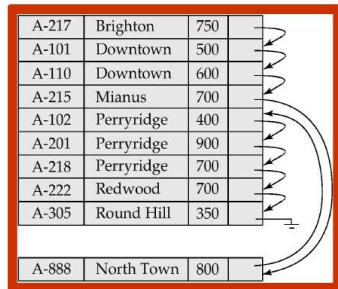 A-217 Brighton 750
A-101 Downtown 500
A-110 Downtown 600
A-215 Mianus 700
A-102 Perryridge 400
A-201 Perryridge 900
A-218 Perryridge 700
A-222 Redwood 700
A-305 Round Hill 350
A-888 North Town 800